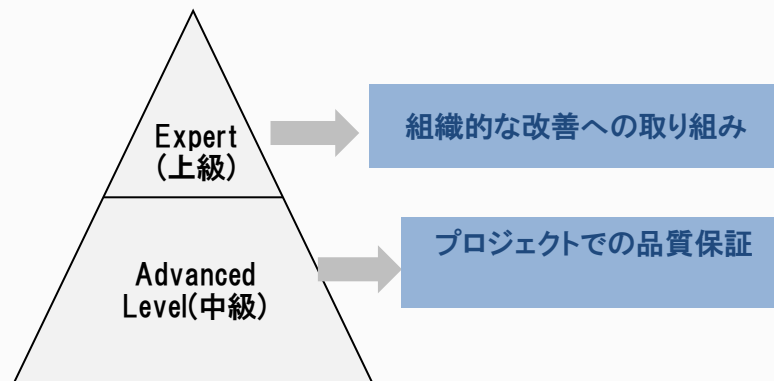 Expert
(上級)
組織的な改善への取り組み
Advanced
Level(中級)
プロジェクトでの品質保証